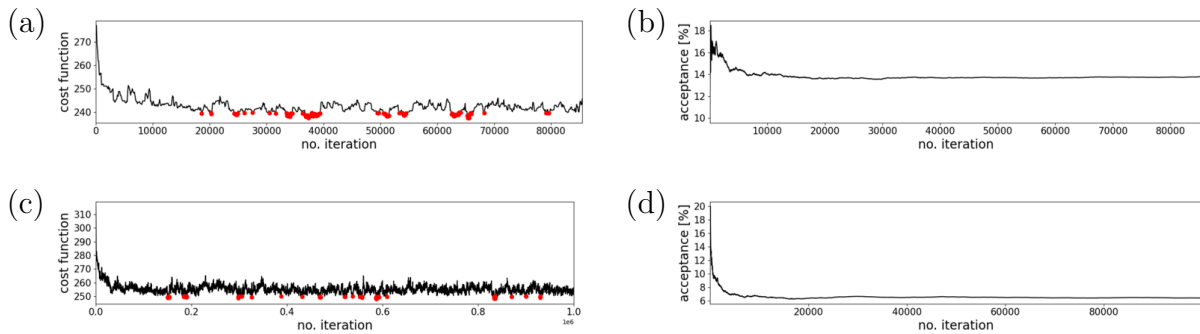 (a)
cost function
270
260
250
240
0 10000 20000 30000 40000 50000 60000 70000 80000
no. iteration
(b)
acceptance [%]
18
16
14
12
10
10000 20000 30000 40000 50000 60000 70000 80000
no. iteration
(c)
cost function
310
300
290
280
270
260
250
0.0 0.2 0.4 0.6 0.8 1.0
1e6
no. iteration
(d)
acceptance [%]
20
18
16
14
12
10
8
6
20000 40000 60000 80000
no. iteration